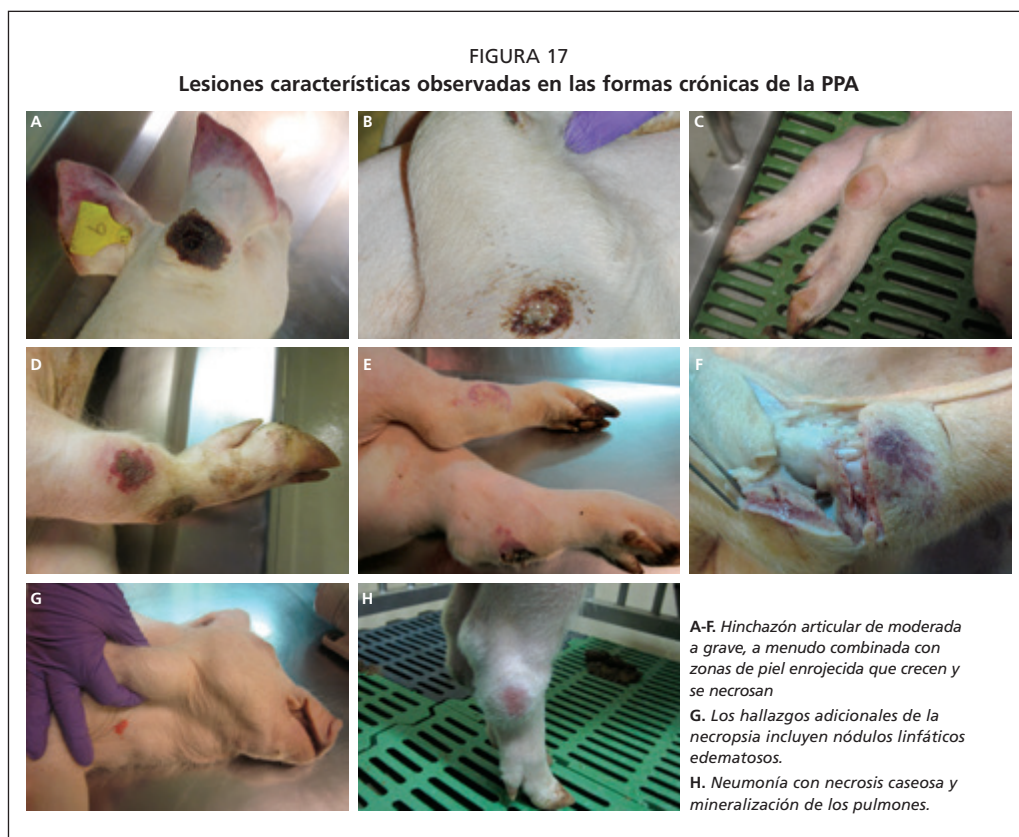 FIGURA 17
Lesiones características observadas en las formas crónicas de la PPA
A
B
C
D
E
F
G
H
A-F. Hinchazón articular de moderada
a grave, a menudo combinada con
zonas de piel enrojecida que crecen y
se necrosan
G. Los hallazgos adicionales de la
necropsia incluyen nódulos linfáticos
edematosos.
H. Neumonía con necrosis caseosa y
mineralización de los pulmones.